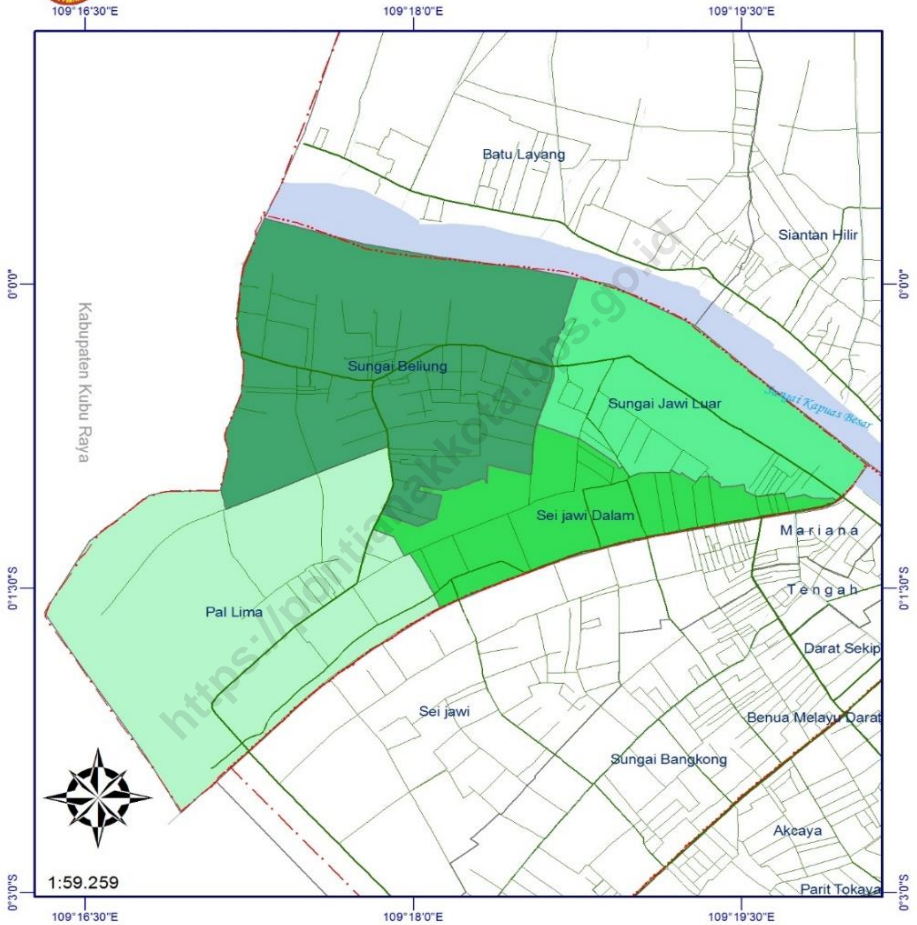 109°16'30"E
109°18'0"E
109°19'30"E
Batu Layang
Siantan Hilir
0°0'0"
0°0'0"
Kabupaten Kubu Raya
Sungai Beliung
Sungai Jawi Luar
Sungai Kapuas Besar
Sei jawi Dalam
Mariana
Tengah
0°1'30"S
0°1'30"S
Pal Lima
Darat Sekip
Sei jawi
Benua Melayu Darat
Sungai Bangkong
Akcaya
1:59.259
Parit Tokaya
0°3'0"S
0°3'0"S
109°16'30"E
109°18'0"E
109°19'30"E
https://pontianakkota.bps.go.id